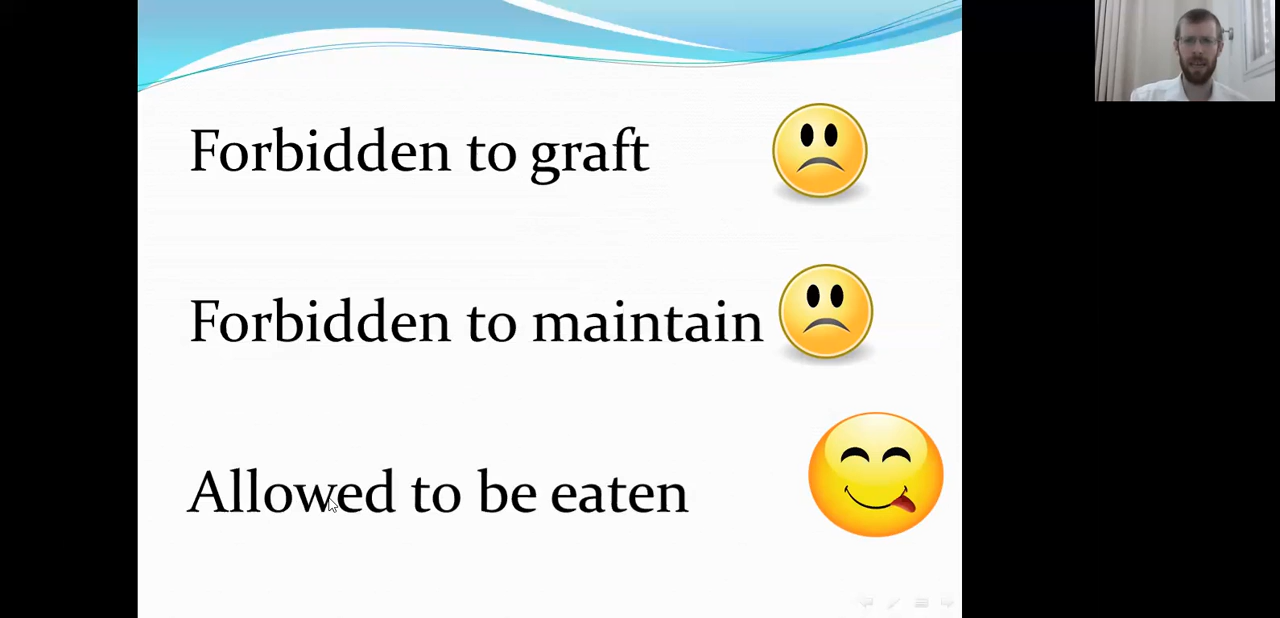 Forbidden to graft
Forbidden to maintain
Allowed to be eaten